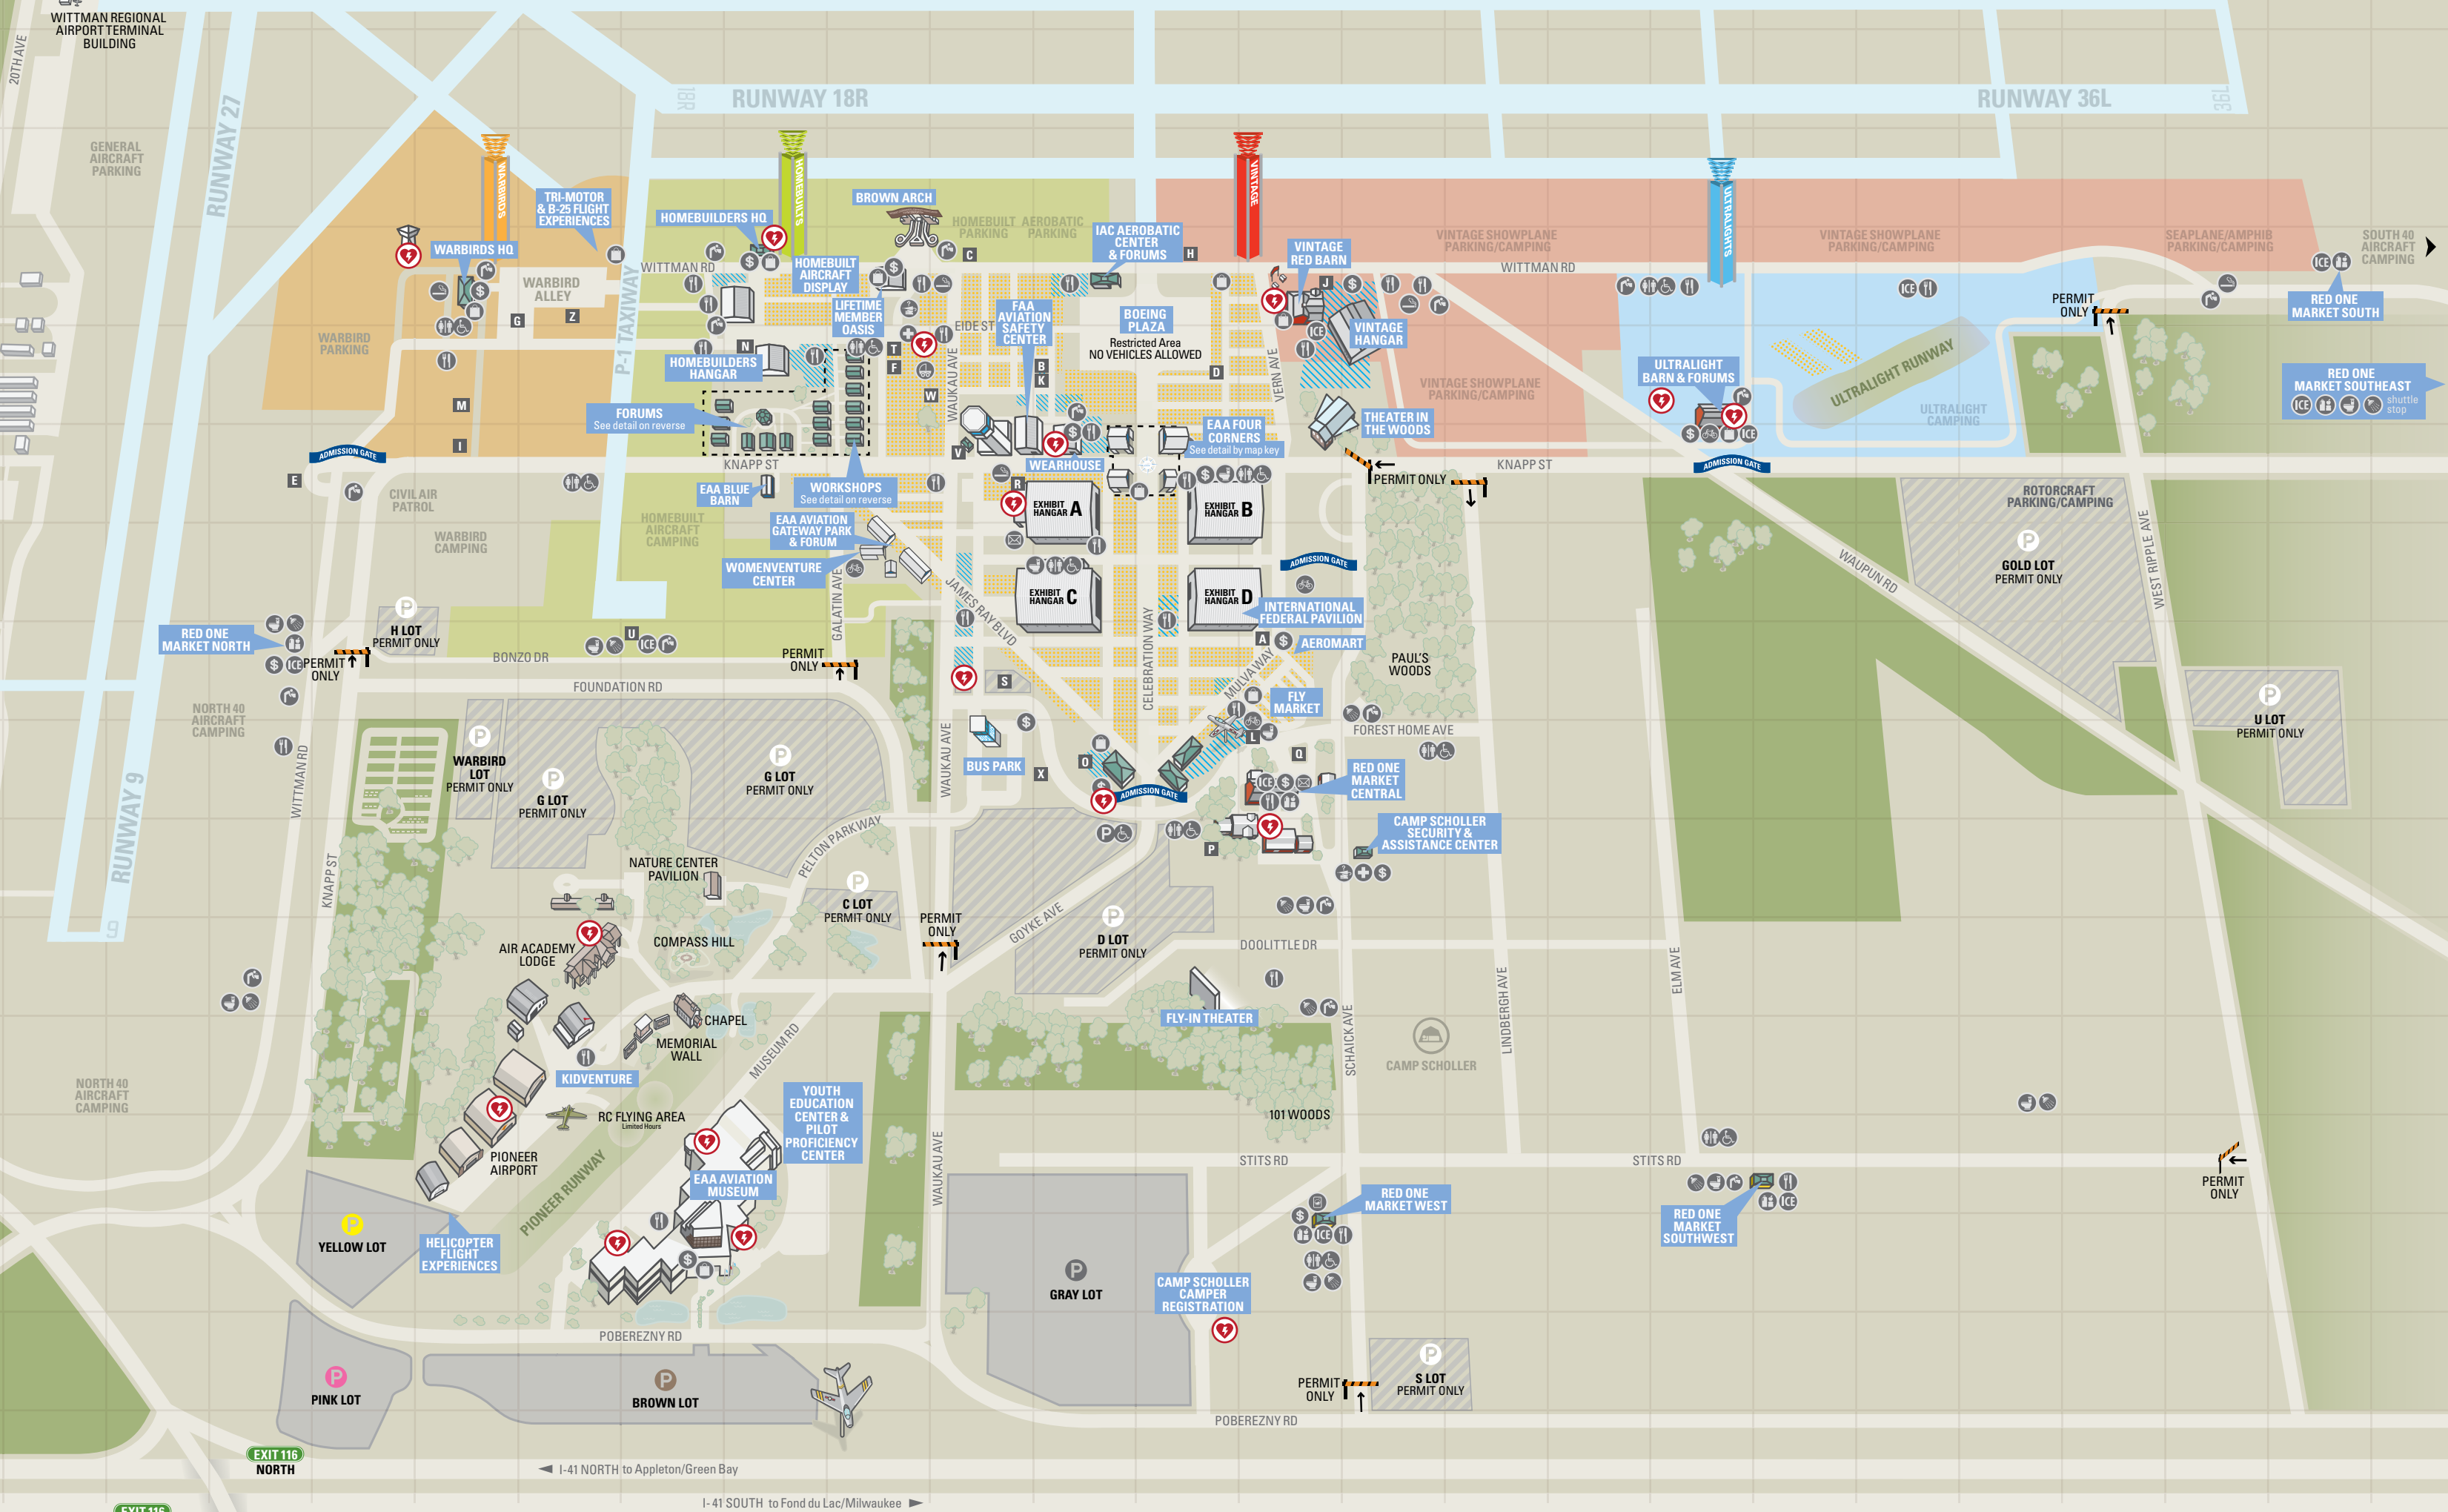 WITTMAN REGIONAL
AIRPORT TERMINAL
BUILDING
20TH AVE
GENERAL
AIRCRAFT
PARKING
RUNWAY 27
RUNWAY 18R
18R
RUNWAY 36L
36L
WARBIRDS
HOMEBUILTS
VINTAGE
ULTRALIGHTS
TRI-MOTOR
& B-25 FLIGHT
EXPERIENCES
WARBIRDS HQ
WARBIRD
ALLEY
G
Z
WARBIRD
PARKING
M
I
P-1 TAXIWAY
HOMEBUILDERS HQ
BROWN ARCH
WITTMAN RD
HOMEBUILT
AIRCRAFT
DISPLAY
LIFETIME
MEMBER
OASIS
HOMEBUILT
PARKING
AEROBATIC
PARKING
C
IAC AEROBATIC
CENTER
& FORUMS
H
FAA
AVIATION
SAFETY
CENTER
EIDE ST
BOEING
PLAZA
Restricted Area
NO VEHICLES ALLOWED
VINTAGE
RED BARN
J
ICE
VINTAGE
HANGAR
VINTAGE SHOWPLANE
PARKING/CAMPING
WITTMAN RD
VINTAGE SHOWPLANE
PARKING/CAMPING
ICE
SEAPLANE/AMPHIB
PARKING/CAMPING
SOUTH 40
AIRCRAFT
CAMPING
ICE
RED ONE
MARKET SOUTH
PERMIT
ONLY
RED ONE
MARKET SOUTHEAST
ICE
shuttle
stop
N
HOMEBUILDERS
HANGAR
T
F
W
WAUKAU AVE
B
K
D
VERN AVE
VINTAGE SHOWPLANE
PARKING/CAMPING
ULTRALIGHT
BARN & FORUMS
$
ICE
ULTRALIGHT RUNWAY
ULTRALIGHT
CAMPING
FORUMS
See detail on reverse
V
WEARHOUSE
EAA FOUR
CORNERS
See detail by map key
THEATER IN
THE WOODS
ADMISSION GATE
E
CIVIL AIR
PATROL
KNAPP ST
EAA BLUE
BARN
WORKSHOPS
See detail on reverse
R
EXHIBIT
HANGAR A
EXHIBIT
HANGAR B
PERMIT ONLY
KNAPP ST
ADMISSION GATE
ROTORCRAFT
PARKING/CAMPING
P
GOLD LOT
PERMIT ONLY
WARBIRD
CAMPING
HOMEBUILT
AIRCRAFT
CAMPING
EAA AVIATION
GATEWAY PARK
& FORUM
WOMENVENTURE
CENTER
GALATIN AVE
JAMES RAY BLVD
EXHIBIT
HANGAR C
EXHIBIT
HANGAR D
ADMISSION GATE
INTERNATIONAL
FEDERAL PAVILION
A
$
AEROMART
WAUPUN RD
WEST RIPPLE AVE
P
H LOT
PERMIT ONLY
RED ONE
MARKET NORTH
$
ICE
PERMIT
ONLY
BONZO DR
U
ICE
PERMIT
ONLY
FOUNDATION RD
S
CELEBRATION WAY
MULVA WAY
FLY
MARKET
PAUL'S
WOODS
P
U LOT
PERMIT ONLY
NORTH 40
AIRCRAFT
CAMPING
WITTMAN RD
P
WARBIRD
LOT
PERMIT ONLY
P
G LOT
PERMIT ONLY
P
G LOT
PERMIT ONLY
WAUKAU AVE
BUS PARK
$
X
O
L
Q
FOREST HOME AVE
ADMISSION GATE
ICE
$
RED ONE
MARKET
CENTRAL
P
P
CAMP SCHOLLER
SECURITY &
ASSISTANCE CENTER
$
RUNWAY 9
9
KNAPP ST
NATURE CENTER
PAVILION
PELTON PARKWAY
P
C LOT
PERMIT ONLY
PERMIT
ONLY
GOYKE AVE
P
D LOT
PERMIT ONLY
DOOLITTLE DR
AIR ACADEMY
LODGE
COMPASS HILL
CHAPEL
MEMORIAL
WALL
MUSEUM RD
FLY-IN THEATER
SCHAICK AVE
CAMP SCHOLLER
LINDBERGH AVE
ELM AVE
NORTH 40
AIRCRAFT
CAMPING
KIDVENTURE
RC FLYING AREA
Limited Hours
YOUTH
EDUCATION
CENTER &
PILOT
PROFICIENCY
CENTER
101 WOODS
PIONEER
AIRPORT
PIONEER RUNWAY
EAA AVIATION
MUSEUM
WAUKAU AVE
STITS RD
STITS RD
PERMIT
ONLY
P
YELLOW LOT
HELICOPTER
FLIGHT
EXPERIENCES
$
RED ONE
MARKET WEST
$
ICE
ICE
RED ONE
MARKET
SOUTHWEST
P
GRAY LOT
CAMP SCHOLLER
CAMPER
REGISTRATION
POBEREZNY RD
P
PINK LOT
P
BROWN LOT
PERMIT
ONLY
P
S LOT
PERMIT ONLY
POBEREZNY RD
EXIT 116
NORTH
I-41 NORTH to Appleton/Green Bay
I-41 SOUTH to Fond du Lac/Milwaukee
EXIT 116